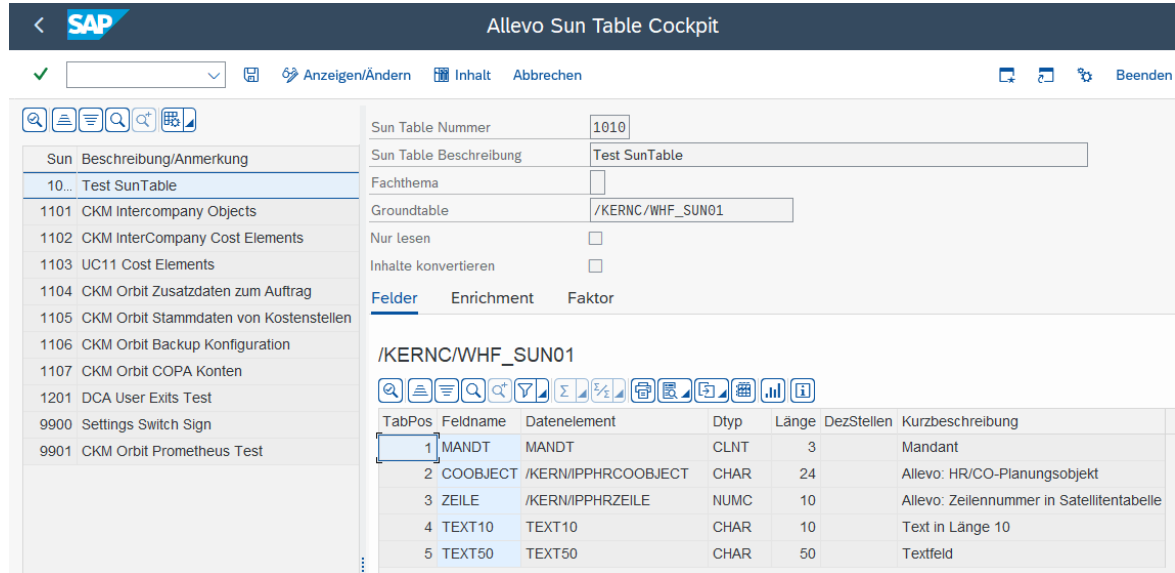 SAP Allevo Sun Table Cockpit
Anzeigen/Ändern Inhalt Abbrechen Beenden
Sun Beschreibung/Anmerkung
10... Test SunTable
1101 CKM Intercompany Objects
1102 CKM InterCompany Cost Elements
1103 UC11 Cost Elements
1104 CKM Orbit Zusatzdaten zum Auftrag
1105 CKM Orbit Stammdaten von Kostenstellen
1106 CKM Orbit Backup Konfiguration
1107 CKM Orbit COPA Konten
1201 DCA User Exits Test
9900 Settings Switch Sign
9901 CKM Orbit Prometheus Test
Sun Table Nummer 1010
Sun Table Beschreibung Test SunTable
Fachthema
Groundtable /KERNC/WHF_SUN01
Nur lesen
Inhalte konvertieren
Felder Enrichment Faktor
/KERNC/WHF_SUN01
TabPos Feldname Datenelement Dtyp Länge DezStellen Kurzbeschreibung
1 MANDT MANDT CLNT 3 Mandant
2 COOBJECT /KERN/IPPHRCOOBJECT CHAR 24 Allevo: HR/CO-Planungsobjekt
3 ZEILE /KERN/IPPHRZEILE NUMC 10 Allevo: Zeilennummer in Satellitentabelle
4 TEXT10 TEXT10 CHAR 10 Text in Länge 10
5 TEXT50 TEXT50 CHAR 50 Textfeld